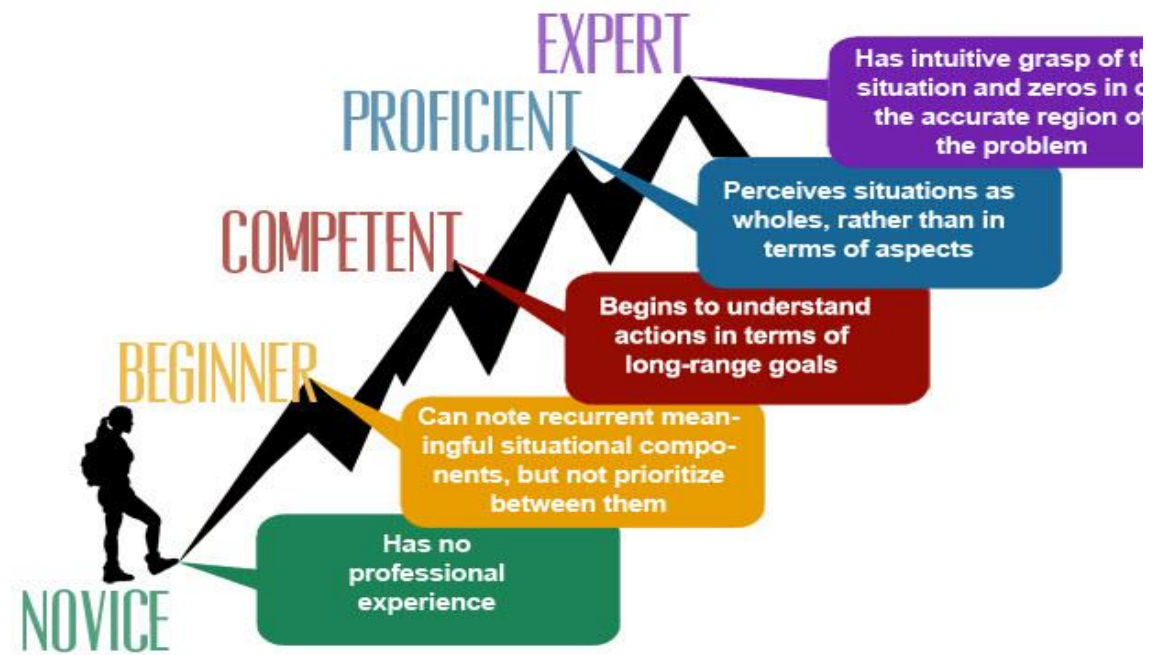 EXPERT
Has intuitive grasp of
situation and zeros in
the accurate region
the problem
PROFICIENT
Perceives situations as
wholes, rather than in
terms of aspects
COMPETENT
Begins to understand
actions in terms of
long-range goals
BEGINNER
Can note recurrent mean-
ingful situational compo-
nents, but not prioritize
between them
Has no
professional
experience
NOVICE